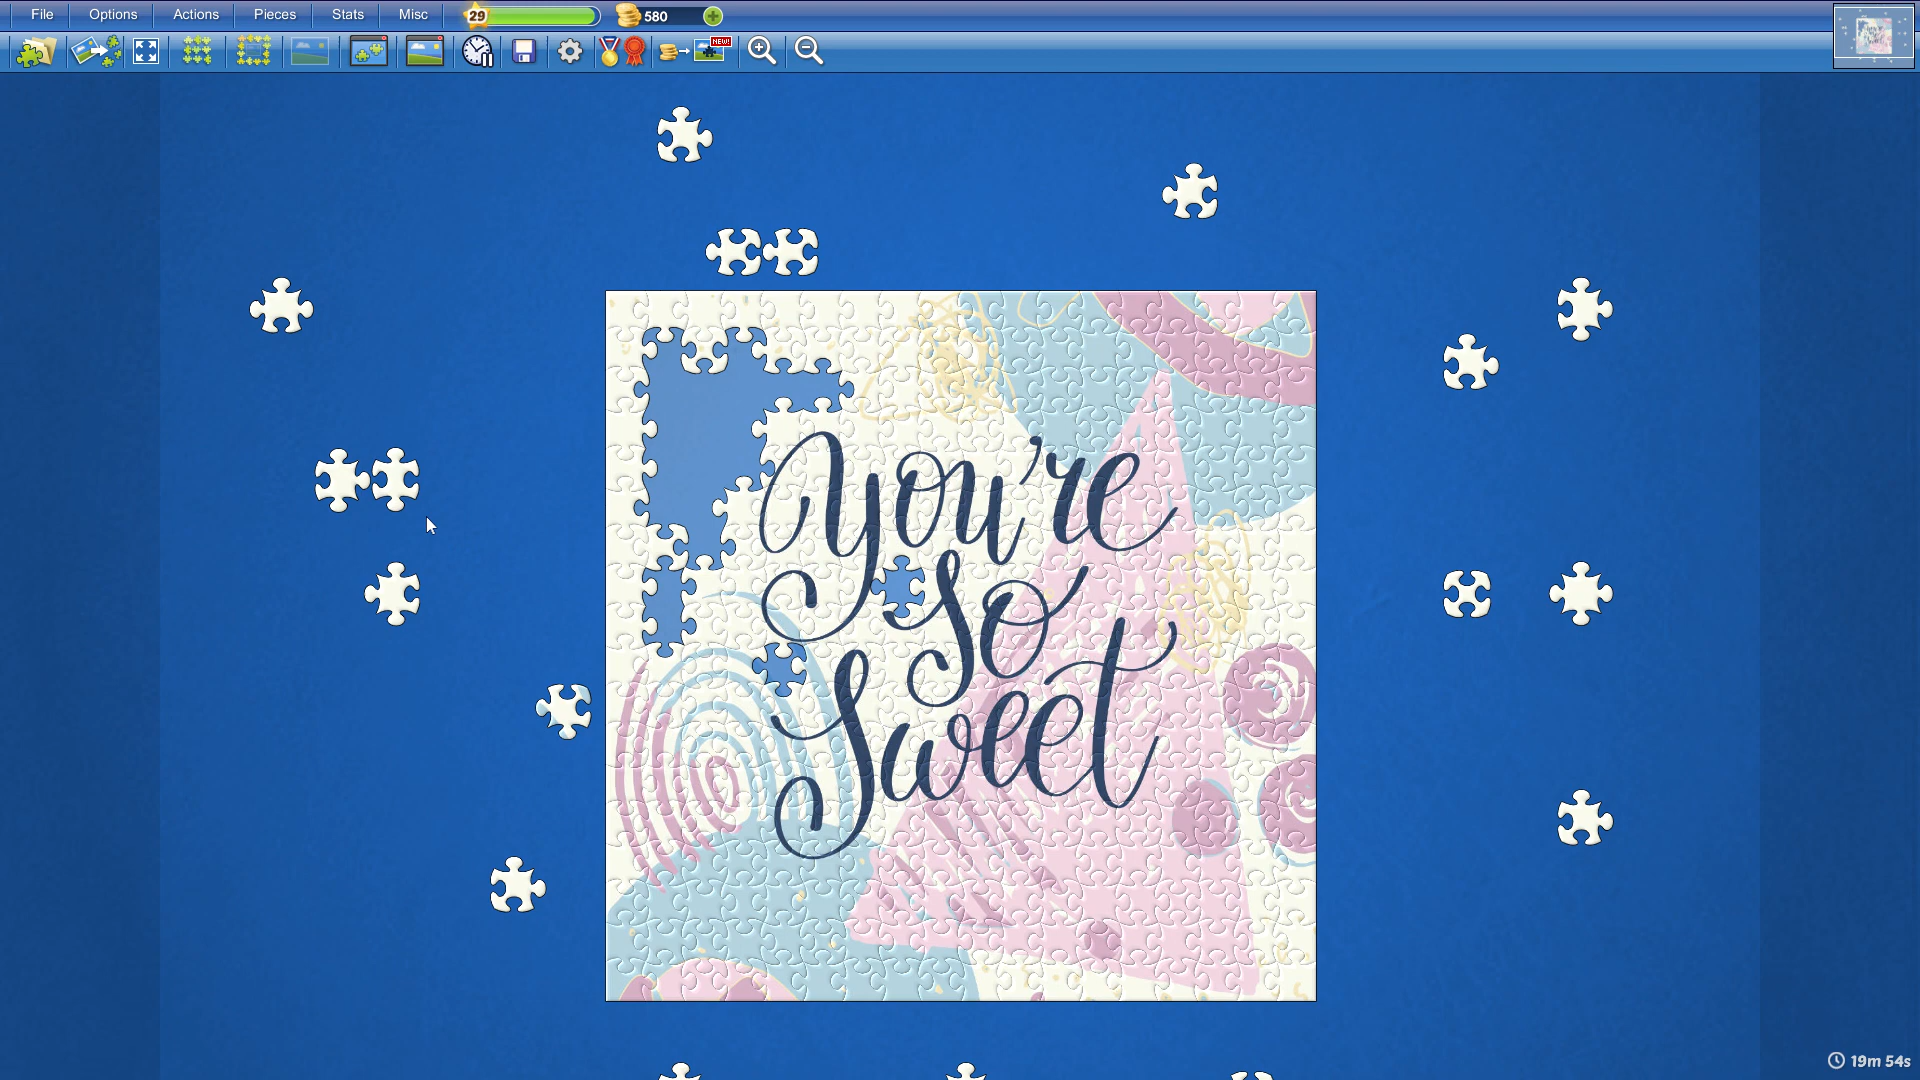 File Options Actions Pieces Stats Misc 29 580
NEW!
You're
So
Sweet
19m 54s